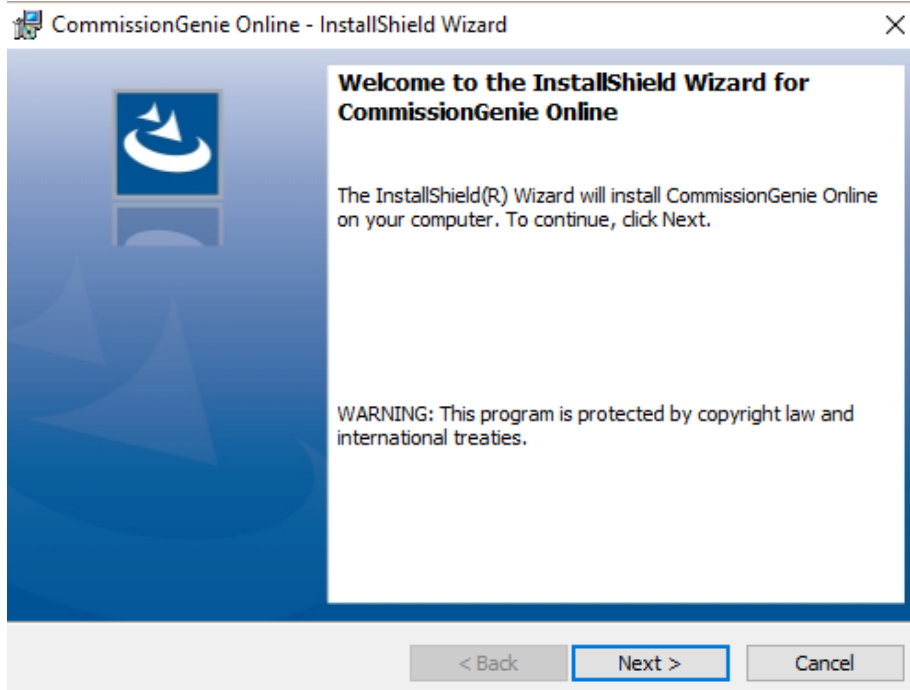 CommissionGenie Online - InstallShield Wizard
Welcome to the InstallShield Wizard for
CommissionGenie Online
The InstallShield(R) Wizard will install CommissionGenie Online
on your computer. To continue, click Next.
WARNING: This program is protected by copyright law and
international treaties.
< Back
Next >
Cancel